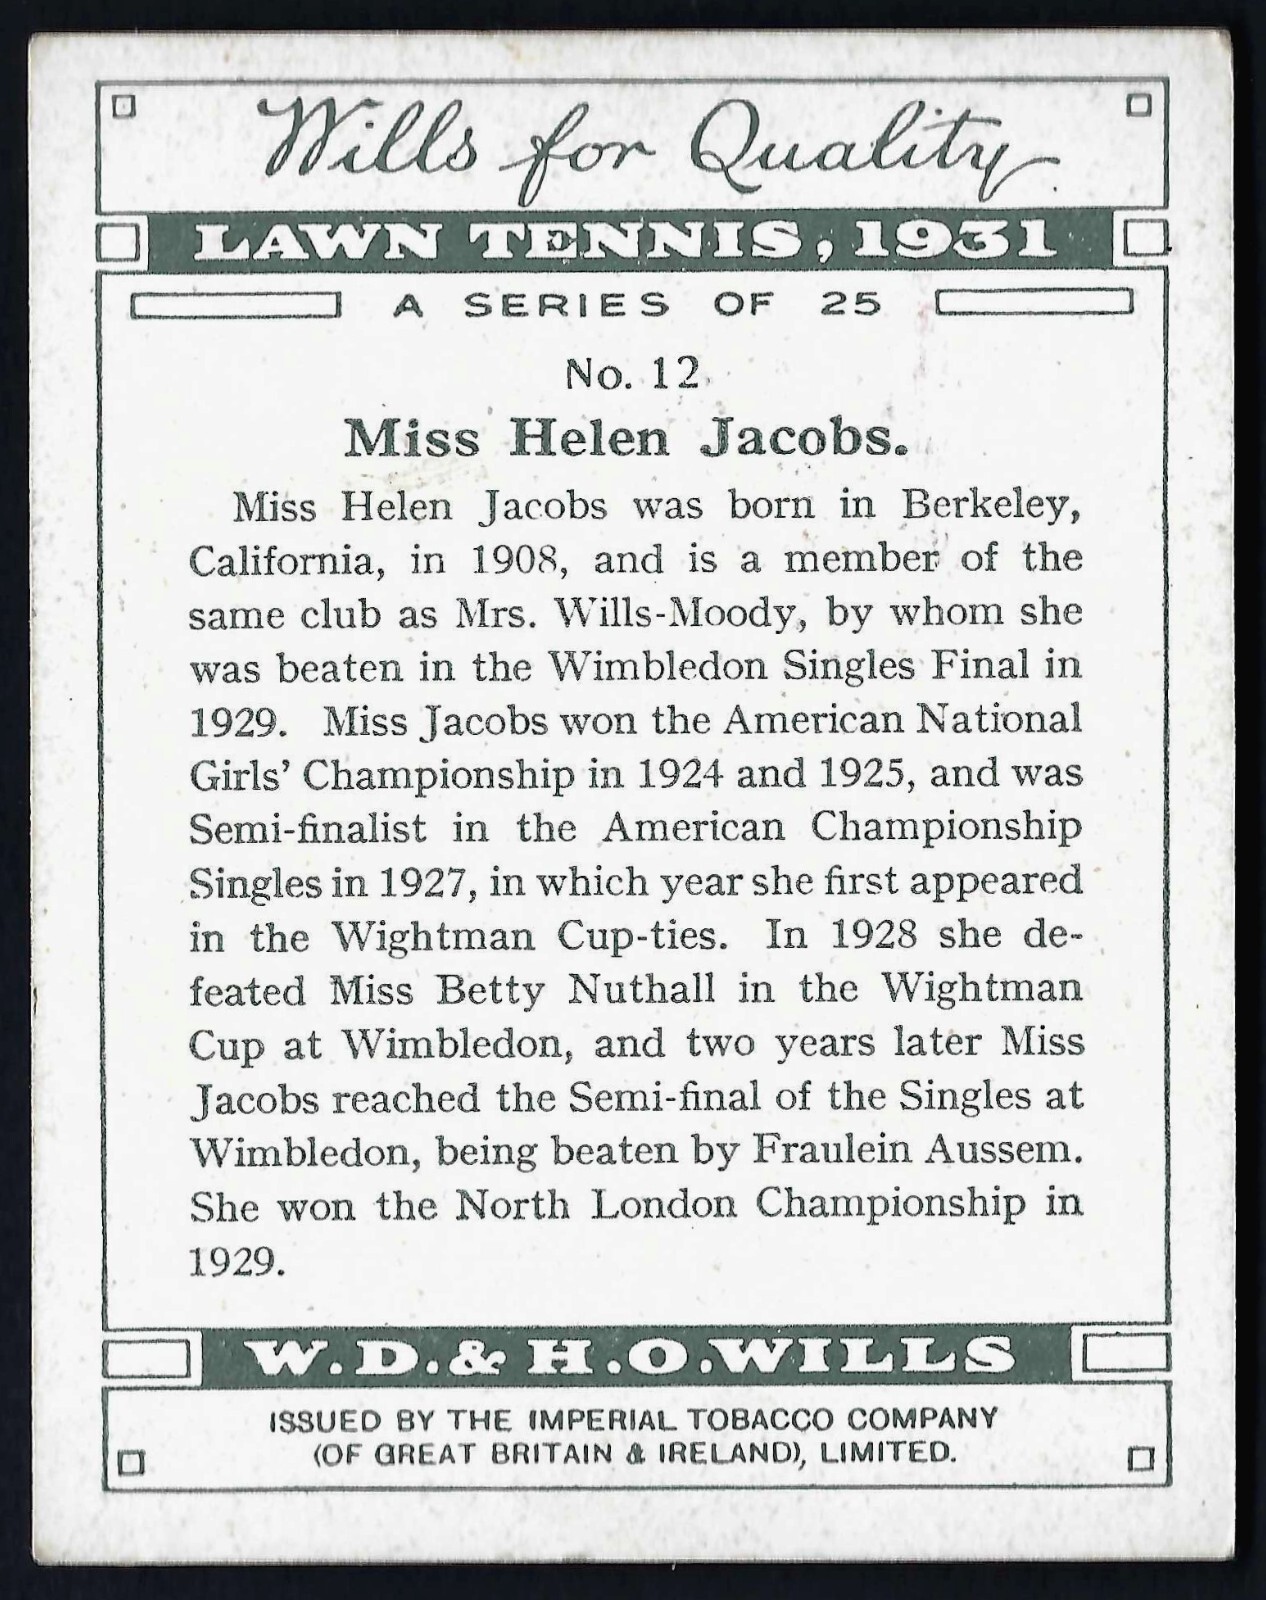 Wills for Quality
LAWN TENNIS, 1931
A SERIES OF 25
No. 12
Miss Helen Jacobs.
Miss Helen Jacobs was born in Berkeley,
California, in 1908, and is a member of the
same club as Mrs. Wills-Moody, by whom she
was beaten in the Wimbledon Singles Final in
1929. Miss Jacobs won the American National
Girls' Championship in 1924 and 1925, and was
Semi-finalist in the American Championship
Singles in 1927, in which year she first appeared
in the Wightman Cup-ties. In 1928 she de-
feated Miss Betty Nuthall in the Wightman
Cup at Wimbledon, and two years later Miss
Jacobs reached the Semi-final of the Singles at
Wimbledon, being beaten by Fraulein Aussem.
She won the North London Championship in
1929.
W.D. & H.O. WILLS
ISSUED BY THE IMPERIAL TOBACCO COMPANY
(OF GREAT BRITAIN & IRELAND), LIMITED.